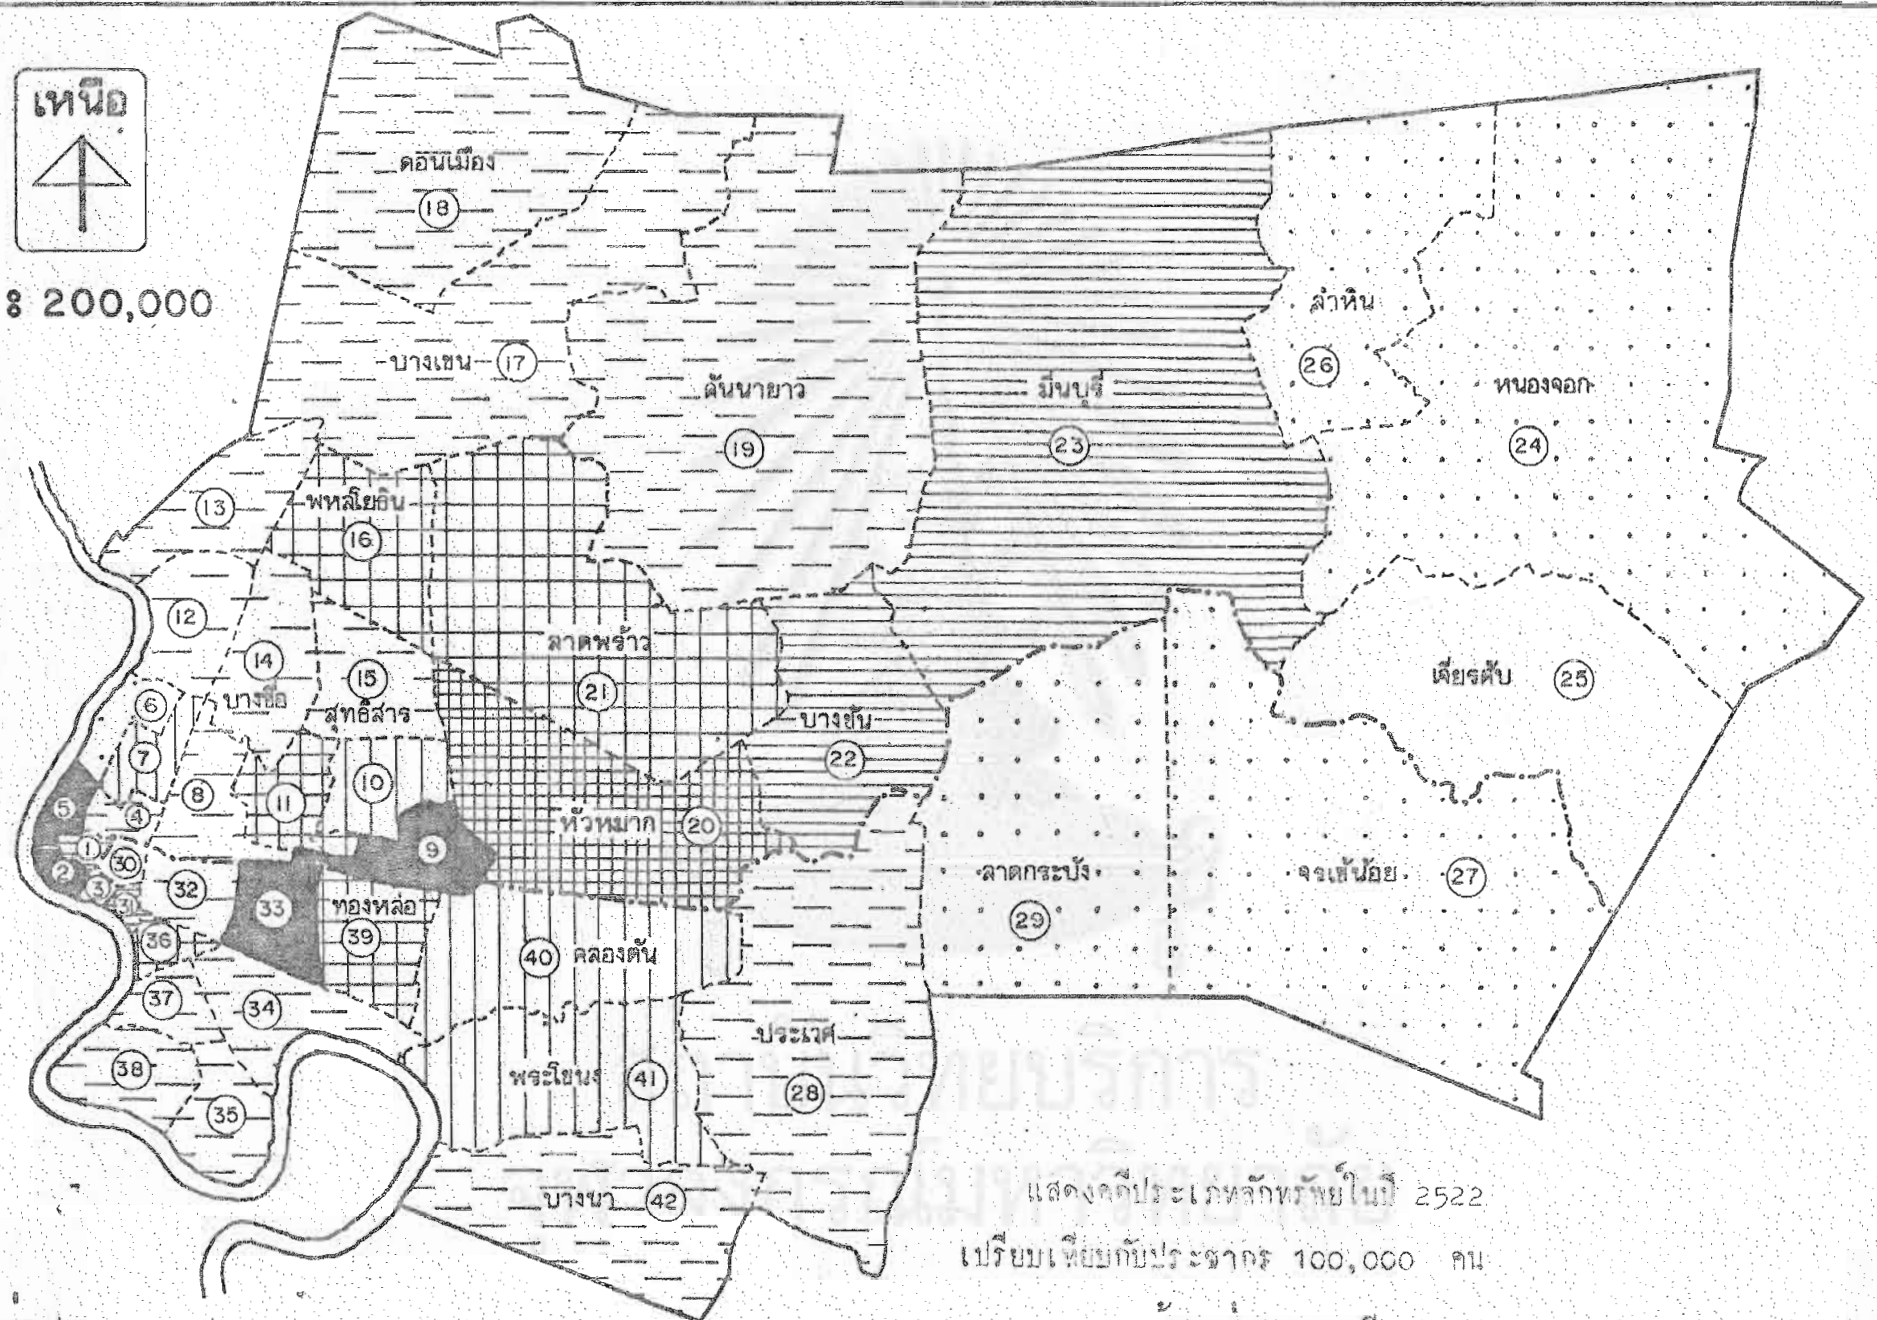 เหนือ
: 200,000
ดอนเมือง
18
บางเขน 17
คันนายาว
19
มีนบุรี
23
ลำหิน
26
หนองจอก
24
13
พหลโยธิน
16
12
14
บางซื่อ
15
สุทธิสาร
ลาดพร้าว
21
บางชัน
22
เจียรดับ 25
6
7
8
11
10
5
4
1
30
2
3
31
32
33
9
หัวหมาก 20
ทองหล่อ
39
ลาดกระบัง
29
จรเข้น้อย 27
36
37
34
38
35
40 คลองตัน
พระโขนง 41
ประเวศ
28
บางนา 42
แสดงคดีประเภทลักทรัพย์ในปี 2522
เปรียบเทียบกับประชากร 100,000 คน